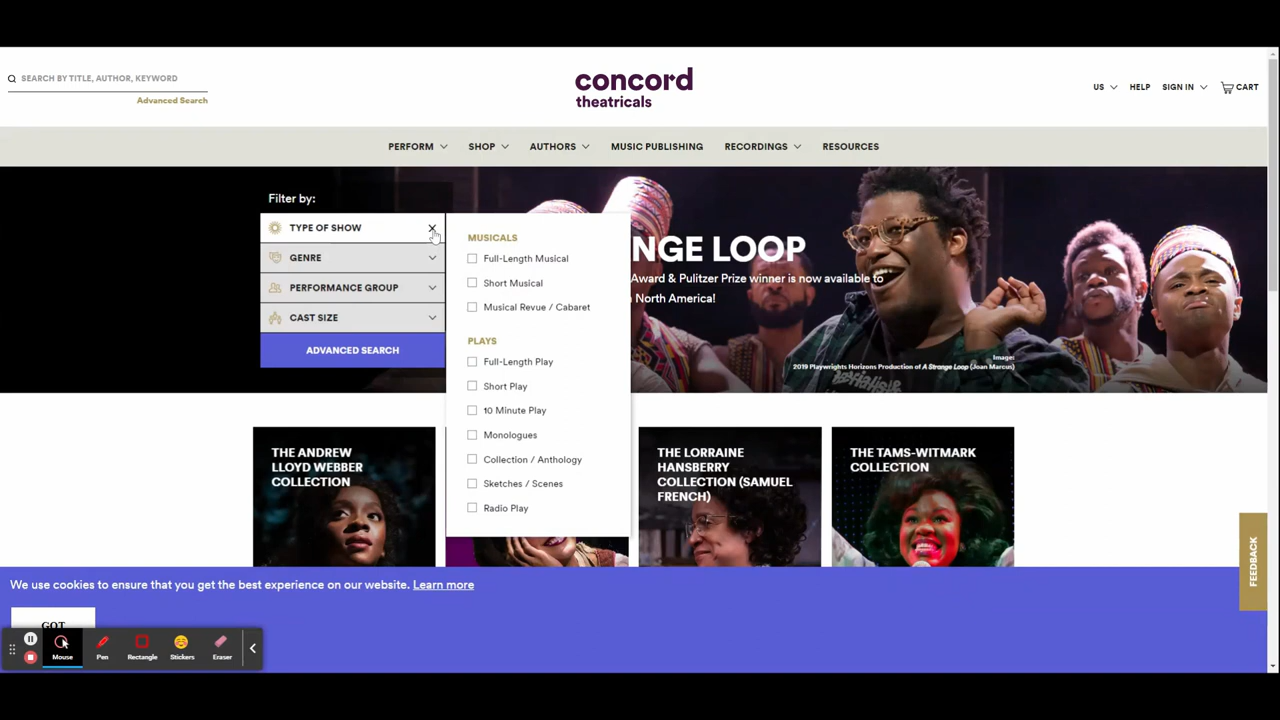 SEARCH BY TITLE, AUTHOR, KEYWORD
Advanced Search
concord
theatricals
US
HELP
SIGN IN
CART
PERFORM
SHOP
AUTHORS
MUSIC PUBLISHING
RECORDINGS
RESOURCES
Filter by:
TYPE OF SHOW
GENRE
PERFORMANCE GROUP
CAST SIZE
ADVANCED SEARCH
MUSICALS
Full-Length Musical
Short Musical
Musical Revue / Cabaret
PLAYS
Full-Length Play
Short Play
10 Minute Play
Monologues
Collection / Anthology
Sketches / Scenes
Radio Play
NGE LOOP
Award & Pulitzer Prize winner is now available to
North America!
Image:
2019 Playwrights Horizons Production of A Strange Loop (Joan Marcus)
THE ANDREW
LLOYD WEBBER
COLLECTION
THE LORRAINE
HANSBERRY
COLLECTION (SAMUEL
FRENCH)
THE TAMS-WITMARK
COLLECTION
FEEDBACK
We use cookies to ensure that you get the best experience on our website. Learn more
GOT
Mouse
Pen
Rectangle
Stickers
Eraser